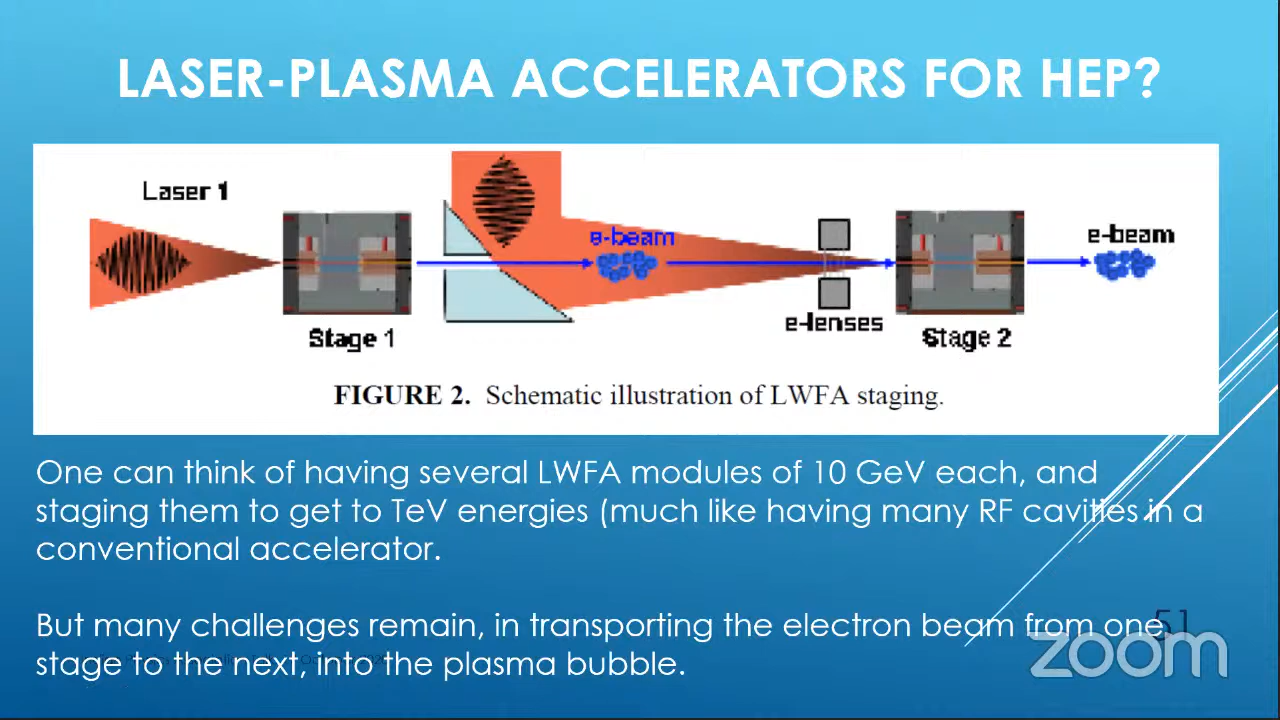 LASER-PLASMA ACCELERATORS FOR HEP?
Laser 1
e-beam
e-beam
e-lenses
Stage 1
Stage 2
FIGURE 2. Schematic illustration of LWFA staging.
One can think of having several LWFA modules of 10 GeV each, and
staging them to get to TeV energies (much like having many RF cavities in a
conventional accelerator.
But many challenges remain, in transporting the electron beam from one
stage to the next, into the plasma bubble.
51
zoom